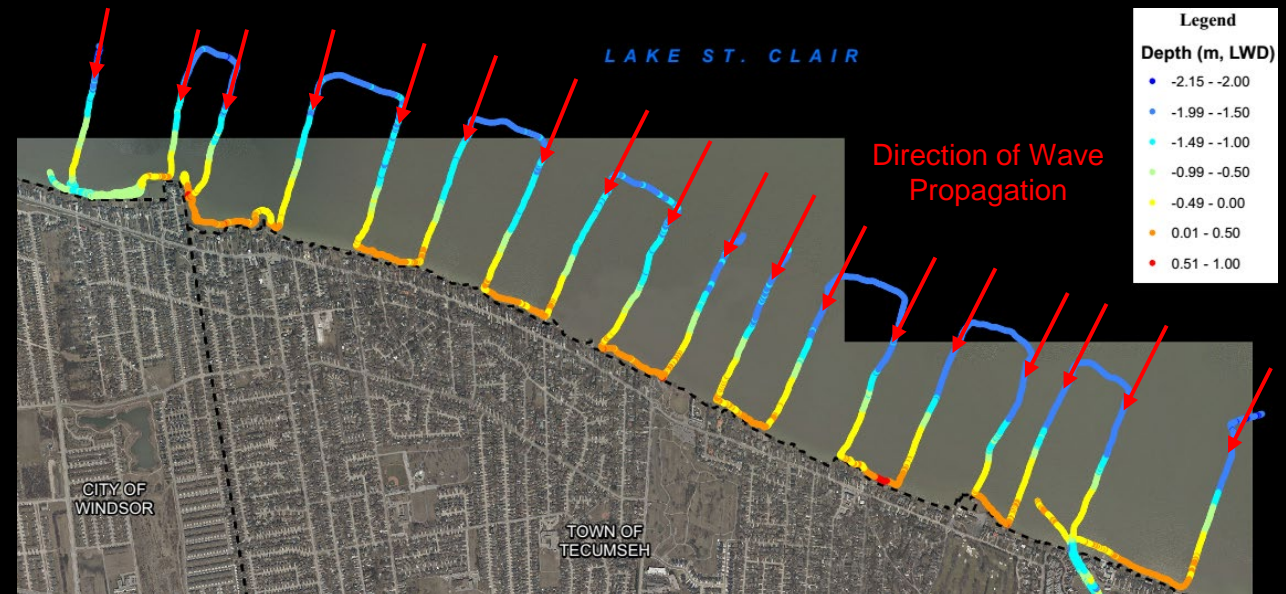 LAKE ST. CLAIR
Legend
Depth (m, LWD)
-2.15 - -2.00
-1.99 - -1.50
-1.49 - -1.00
-0.99 - -0.50
-0.49 - 0.00
0.01 - 0.50
0.51 - 1.00
Direction of Wave
Propagation
CITY OF
WINDSOR
TOWN OF
TECUMSEH